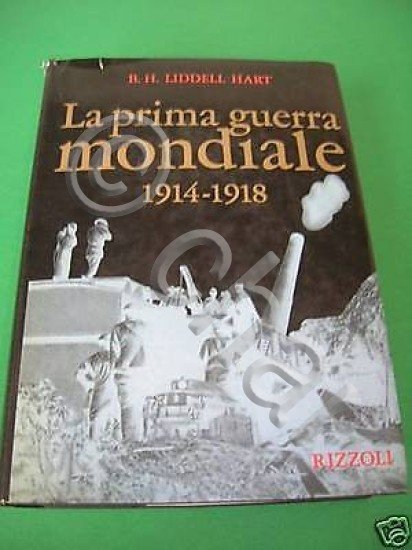 B. H. LIDDELL HART
La prima guerra
mondiale
1914-1918
RIZZOLI